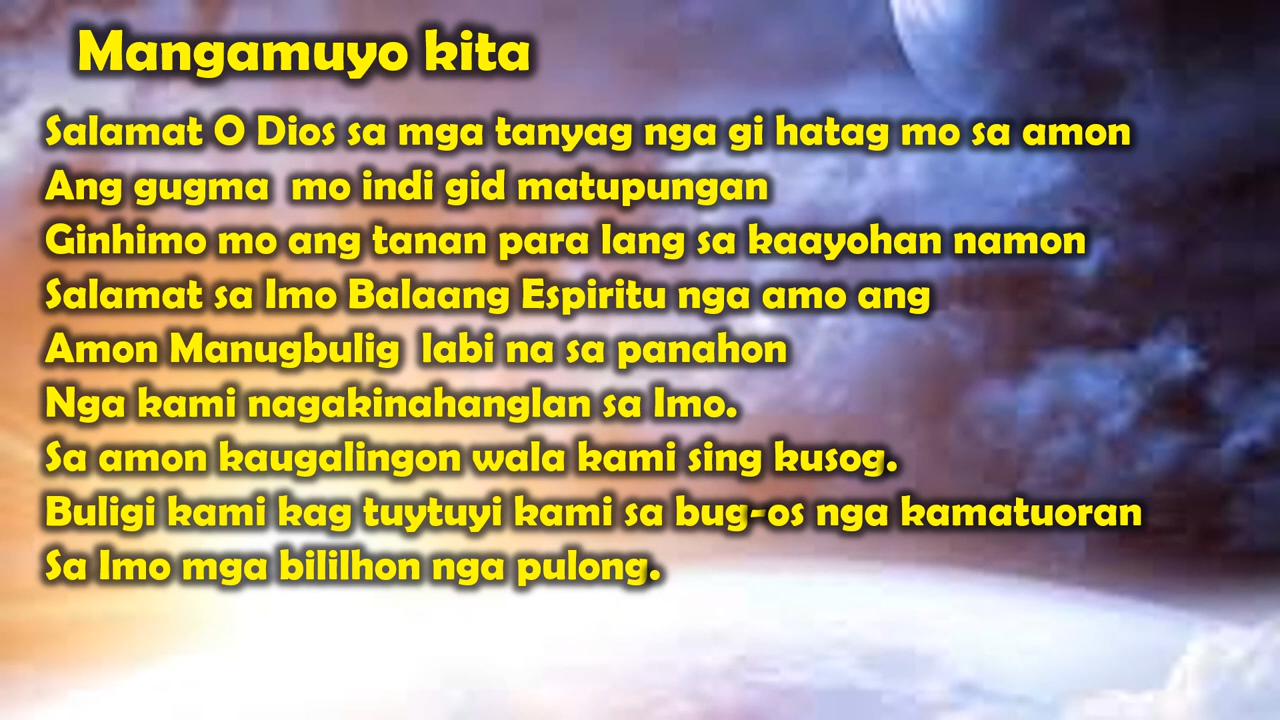 Mangamuyo kita
Salamat O Dios sa mga tanyag nga gi hatag mo sa amon
Ang gugma  mo indi gid matupungan
Ginhimo mo ang tanan para lang sa kaayohan namon
Salamat sa Imo Balaang Espiritu nga amo ang
Amon Manugbulig  labi na sa panahon
Nga kami nagakinahanglan sa Imo.
Sa amon kaugalingon wala kami sing kusog.
Buligi kami kag tuytuyi kami sa bug-os nga kamatuoran
Sa Imo mga bililhon nga pulong.